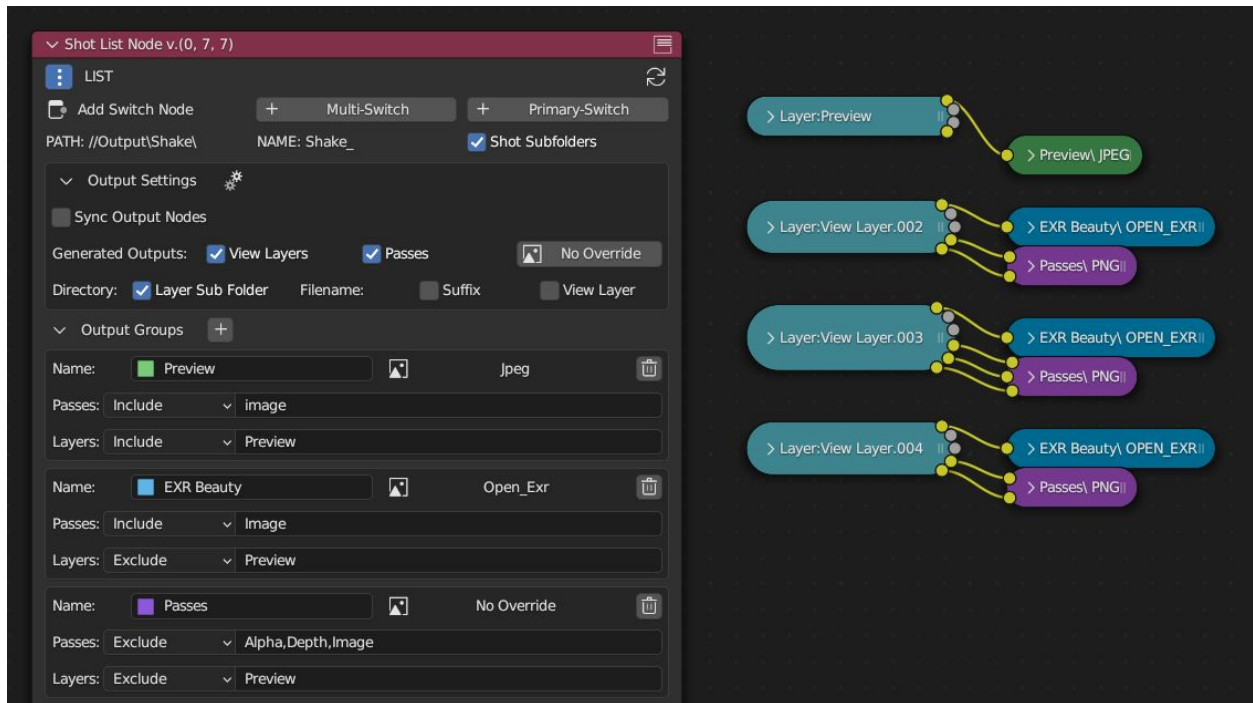 Shot List Node v.(0, 7, 7)
LIST
Add Switch Node + Multi-Switch + Primary-Switch
PATH: //Output\Shake\ NAME: Shake_ Shot Subfolders
Output Settings
Sync Output Nodes
Generated Outputs: View Layers Passes No Override
Directory: Layer Sub Folder Filename: Suffix View Layer
Output Groups +
Name: Preview Jpeg
Passes: Include image
Layers: Include Preview
Name: EXR Beauty Open_Exr
Passes: Include Image
Layers: Exclude Preview
Name: Passes No Override
Passes: Exclude Alpha,Depth,Image
Layers: Exclude Preview
Layer:Preview
Preview\ JPEG
Layer:View Layer.002
EXR Beauty\ OPEN_EXR
Passes\ PNG
Layer:View Layer.003
EXR Beauty\ OPEN_EXR
Passes\ PNG
Layer:View Layer.004
EXR Beauty\ OPEN_EXR
Passes\ PNG